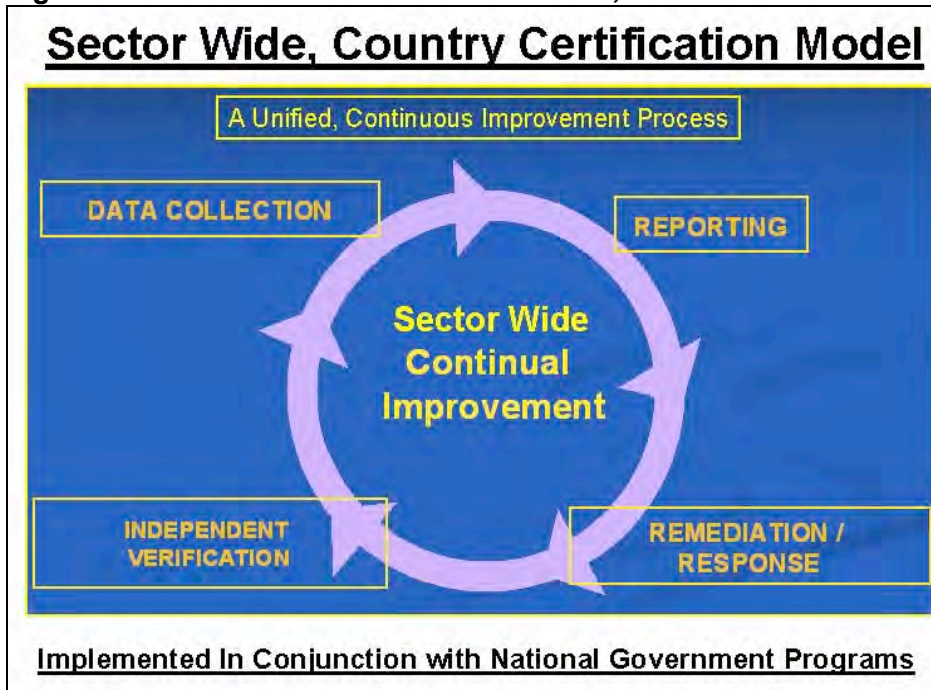 Sector Wide, Country Certification Model
A Unified, Continuous Improvement Process
DATA COLLECTION
REPORTING
Sector Wide
Continual
Improvement
INDEPENDENT
VERIFICATION
REMEDIATION /
RESPONSE
Implemented In Conjunction with National Government Programs